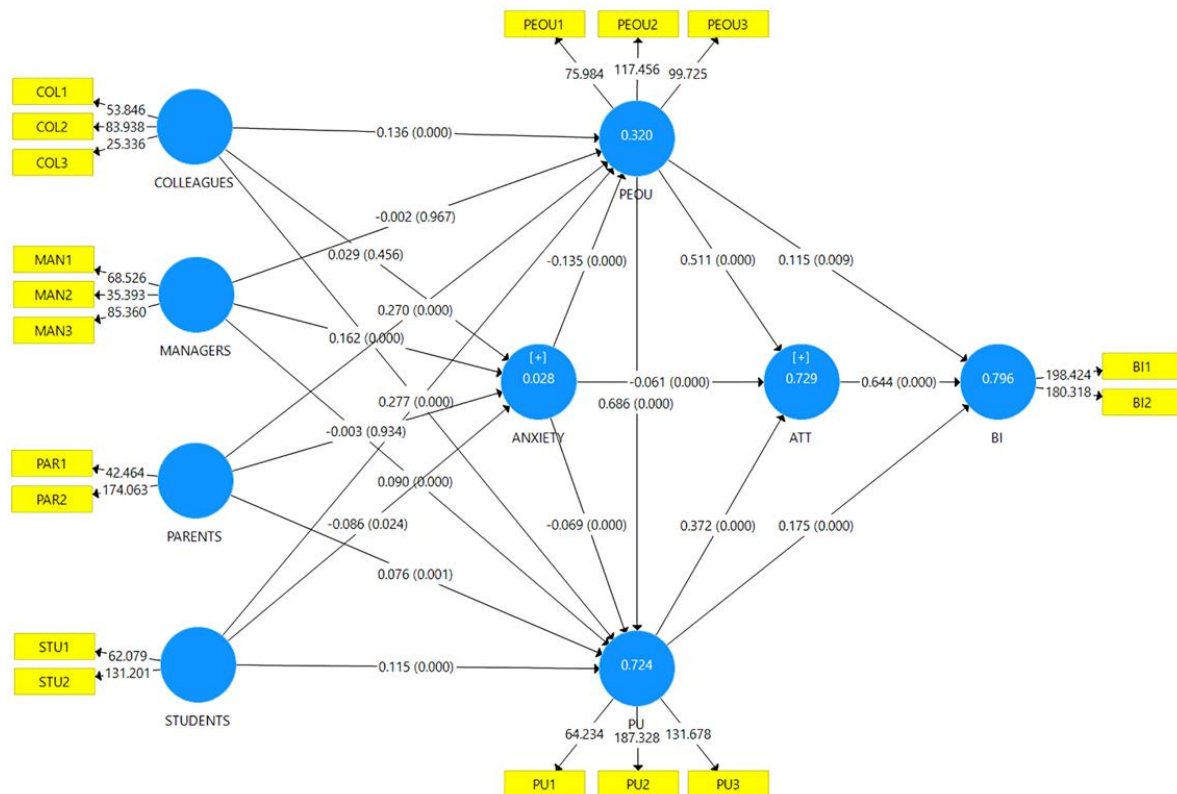 PEOU1 PEOU2 PEOU3
75.984 117.456 99.725
COL1 53.846
COL2 83.938
COL3 25.336
COLLEAGUES
0.136 (0.000)
0.320
PEOU
-0.002 (0.967)
0.029 (0.456)
-0.135 (0.000)
0.511 (0.000)
0.115 (0.009)
MAN1 68.526
MAN2 35.393
MAN3 85.360
MANAGERS
0.270 (0.000)
0.162 (0.000)
[+]
0.028
ANXIETY
-0.061 (0.000)
0.686 (0.000)
[+]
0.729
ATT
0.644 (0.000)
0.796
BI
198.424 BI1
180.318 BI2
0.277 (0.000)
-0.003 (0.934)
PAR1 42.464
PAR2 174.063
PARENTS
0.090 (0.000)
-0.086 (0.024)
-0.069 (0.000)
0.372 (0.000)
0.175 (0.000)
0.076 (0.001)
STU1 62.079
STU2 131.201
STUDENTS
0.115 (0.000)
0.724
PU
64.234 187.328 131.678
PU1 PU2 PU3